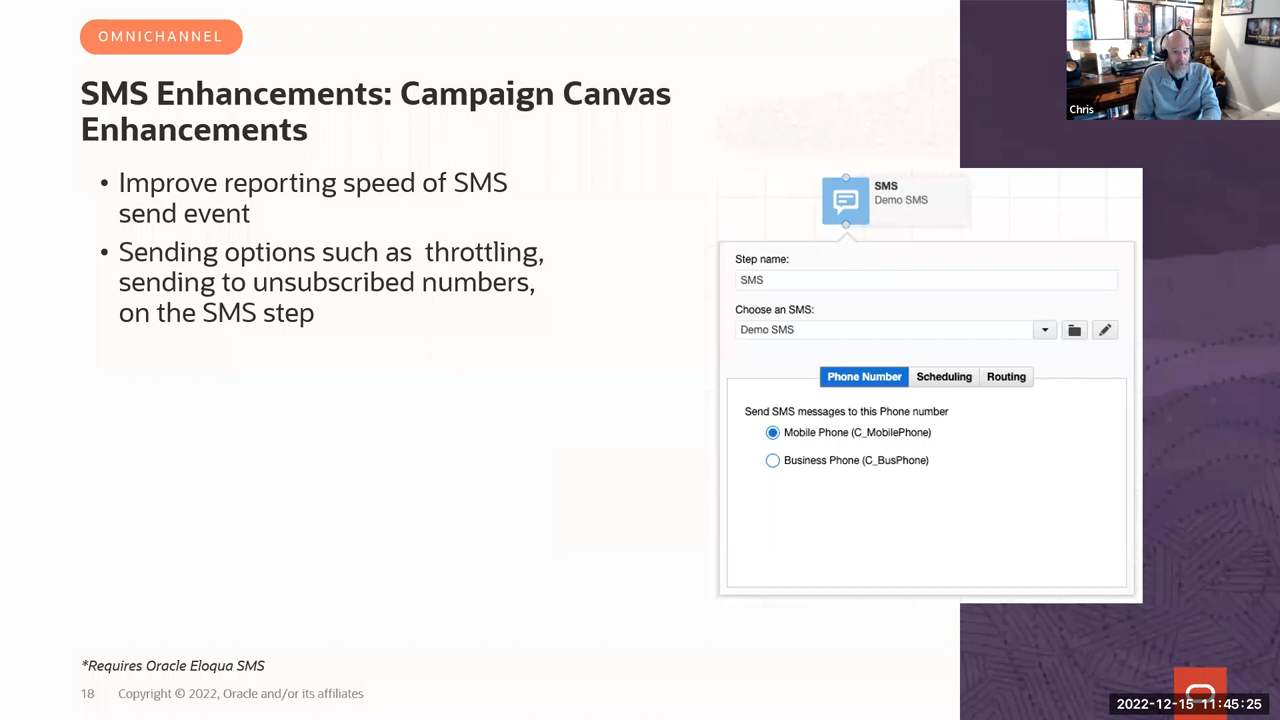 OMNICHANNEL
SMS Enhancements: Campaign Canvas
Enhancements
• Improve reporting speed of SMS
send event
• Sending options such as throttling,
sending to unsubscribed numbers,
on the SMS step
Chris
SMS
Demo SMS
Step name:
SMS
Choose an SMS:
Demo SMS
Phone Number Scheduling Routing
Send SMS messages to this Phone number
Mobile Phone (C_MobilePhone)
Business Phone (C_BusPhone)
*Requires Oracle Eloqua SMS
18 Copyright © 2022, Oracle and/or its affiliates
2022-12-15 11:45:25